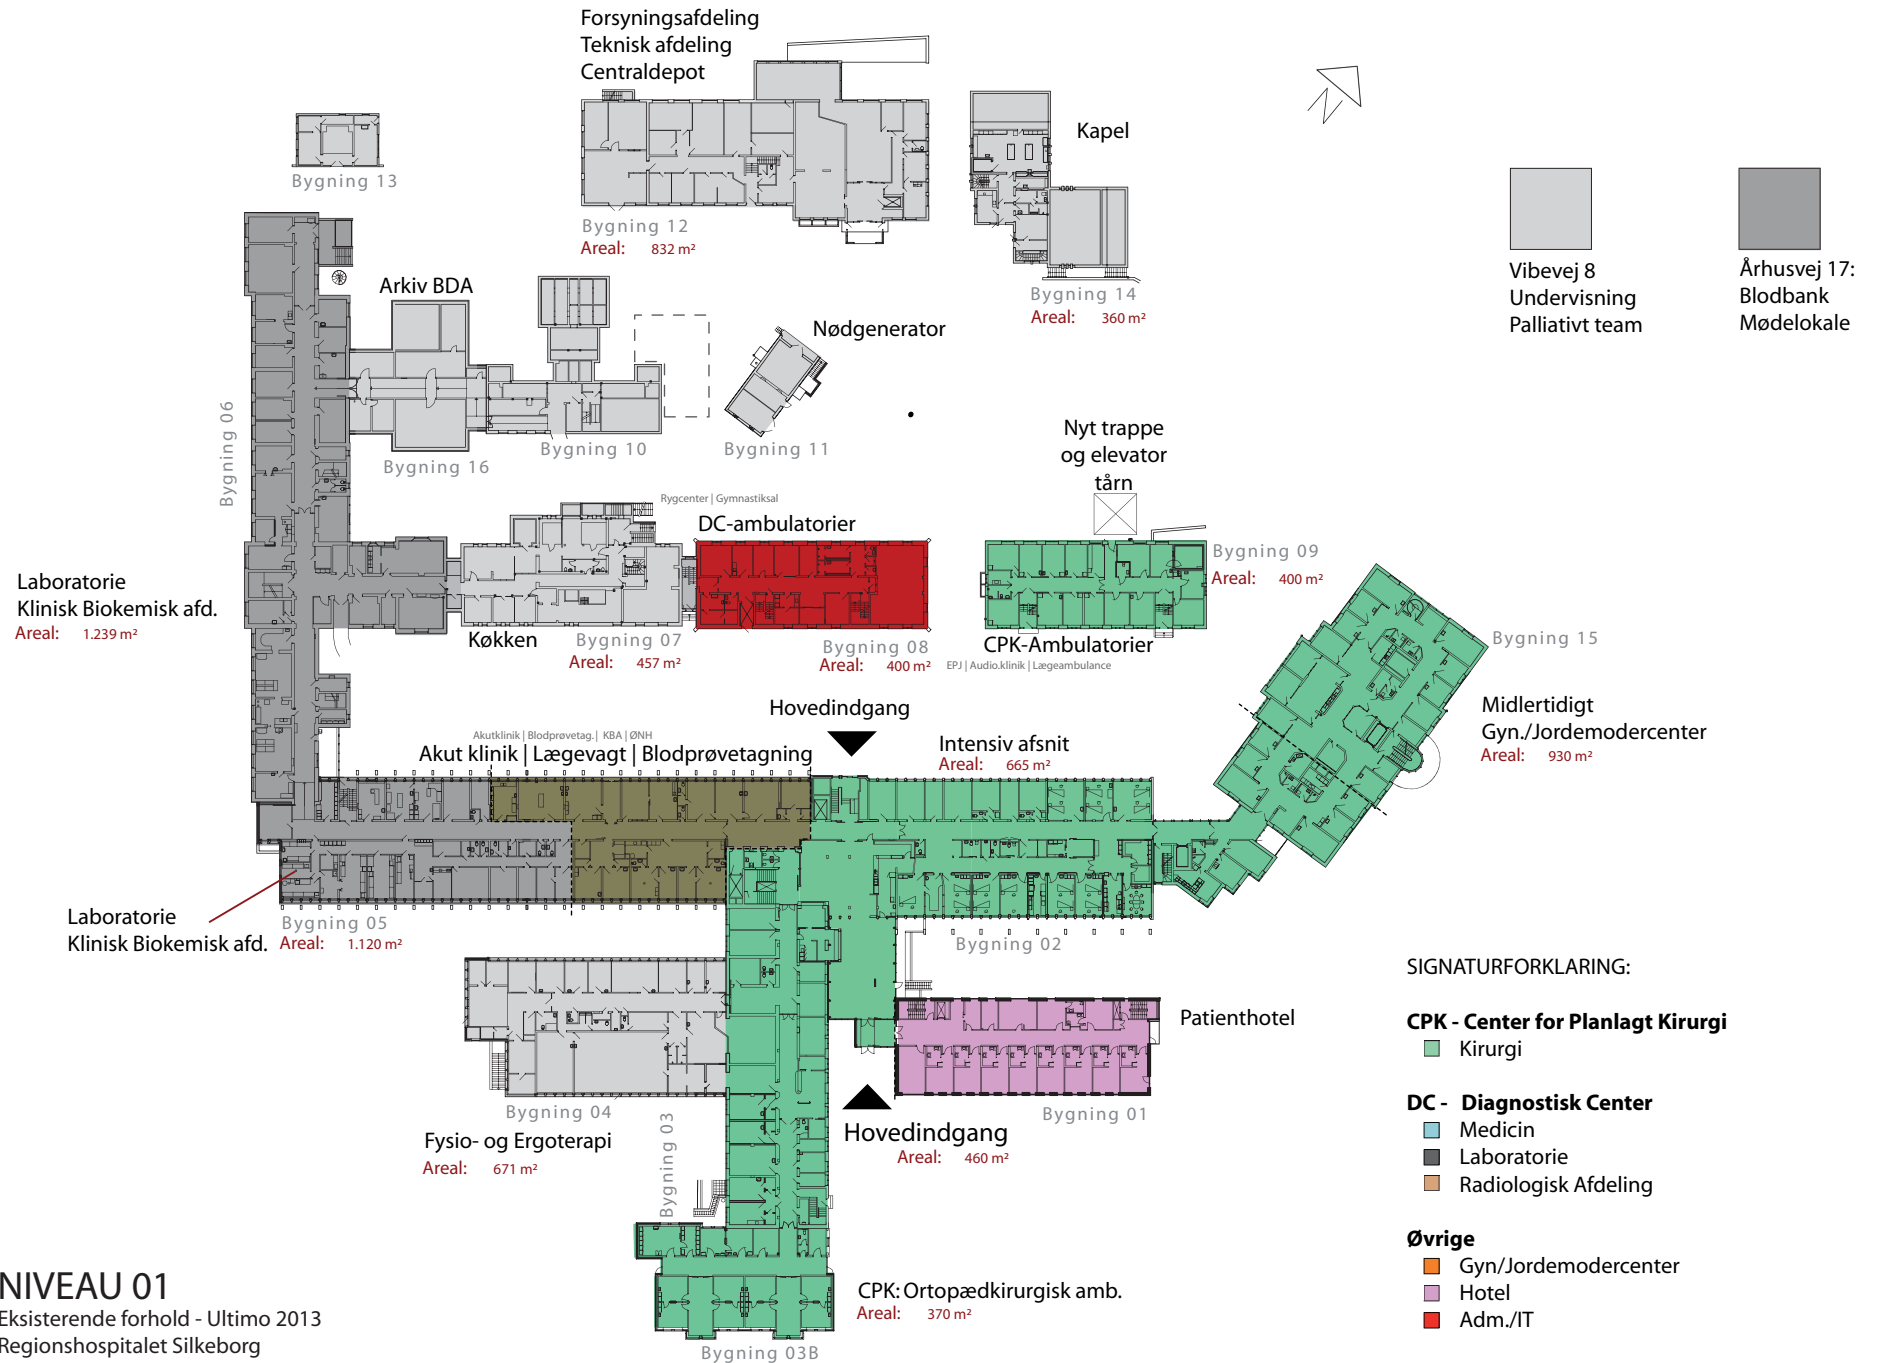 Forsyningsafdeling
Teknisk afdeling
Centraldepot
Kapel
Bygning 13
Bygning 12
Areal: 832 m²
Vibevej 8
Undervisning
Palliativt team
Århusvej 17:
Blodbank
Mødelokale
Arkiv BDA
Bygning 14
Areal: 360 m²
Nødgenerator
Bygning 06
Bygning 16
Bygning 10
Bygning 11
Nyt trappe
og elevator
tårn
Rygcenter | Gymnastiksal
DC-ambulatorier
Bygning 09
Areal: 400 m²
Laboratorie
Klinisk Biokemisk afd.
Areal: 1.239 m²
Køkken
Bygning 07
Areal: 457 m²
Bygning 08
Areal: 400 m²
CPK-Ambulatorier
EPJ | Audio.klinik | Lægeambulance
Bygning 15
Midlertidigt
Gyn./Jordemodercenter
Areal: 930 m²
Hovedindgang
Akutklinik | Blodprøvetag. | KBA | ØNH
Akut klinik | Lægevagt | Blodprøvetagning
Intensiv afsnit
Areal: 665 m²
Laboratorie
Klinisk Biokemisk afd.
Bygning 05
Areal: 1.120 m²
Bygning 02
SIGNATURFORKLARING:
CPK - Center for Planlagt Kirurgi
Kirurgi
DC - Diagnostisk Center
Medicin
Laboratorie
Radiologisk Afdeling
Øvrige
Gyn/Jordemodercenter
Hotel
Adm./IT
Patienthotel
Bygning 04
Fysio- og Ergoterapi
Areal: 671 m²
Bygning 03
Bygning 01
Hovedindgang
Areal: 460 m²
CPK: Ortopædkirurgisk amb.
Areal: 370 m²
Bygning 03B
NIVEAU 01
Eksisterende forhold - Ultimo 2013
Regionshospitalet Silkeborg